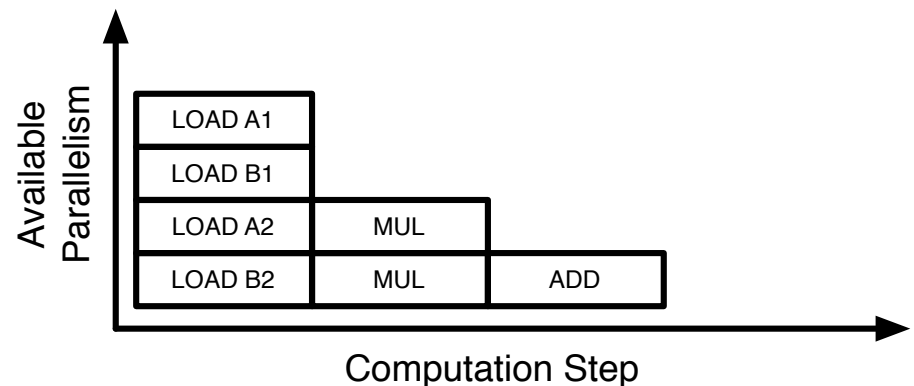 Available
Parallelism
LOAD A1
LOAD B1
LOAD A2
MUL
LOAD B2
MUL
ADD
Computation Step